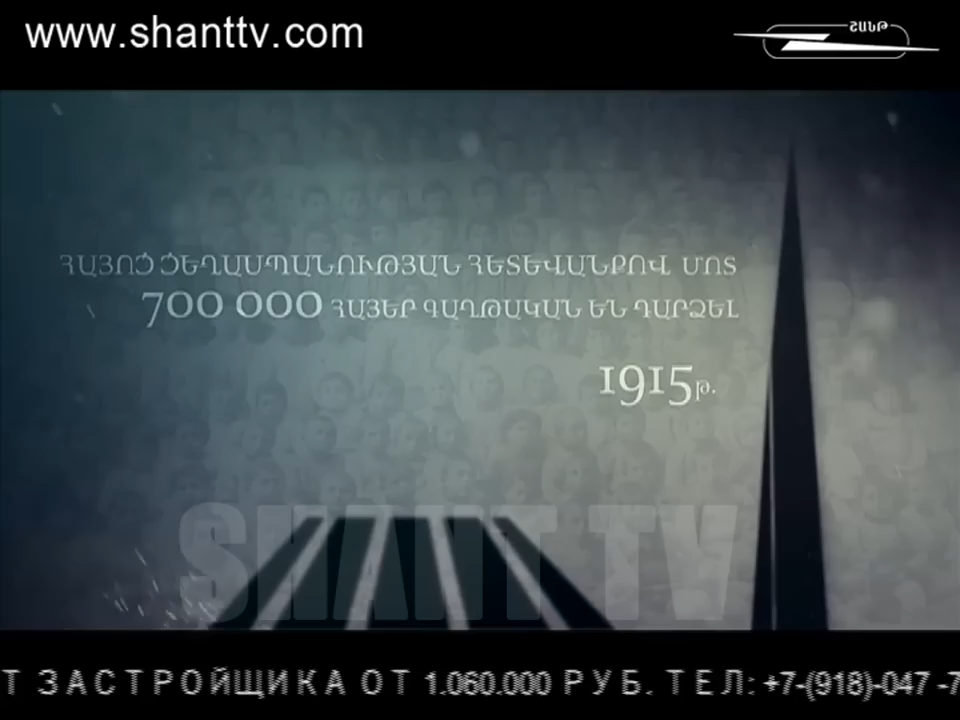 www.shanttv.com
ՇԱՆԹ
ՀԱՅՈՑ ՑԵՂԱՍՊԱՆՈՒԹՅԱՆ ՀԵՏԵՎԱՆՔՈՎ ՄՈՏ
700 000 ՀԱՅԵՐ ԳԱՂԹԱԿԱՆ ԵՆ ԴԱՐՁԵԼ
1915թ.
SHANT TV
Т ЗАСТРОЙЩИКА ОТ 1.060.000 РУБ. ТЕЛ: +7-(918)-047 -7